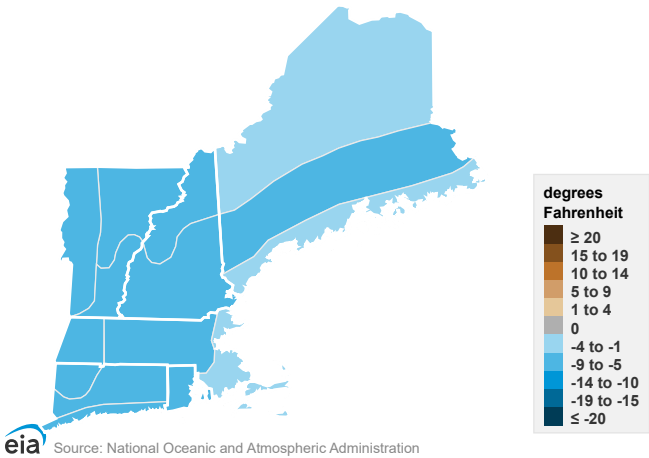 degrees
Fahrenheit
≥ 20
15 to 19
10 to 14
5 to 9
1 to 4
0
-4 to -1
-9 to -5
-14 to -10
-19 to -15
≤ -20
eia
Source: National Oceanic and Atmospheric Administration